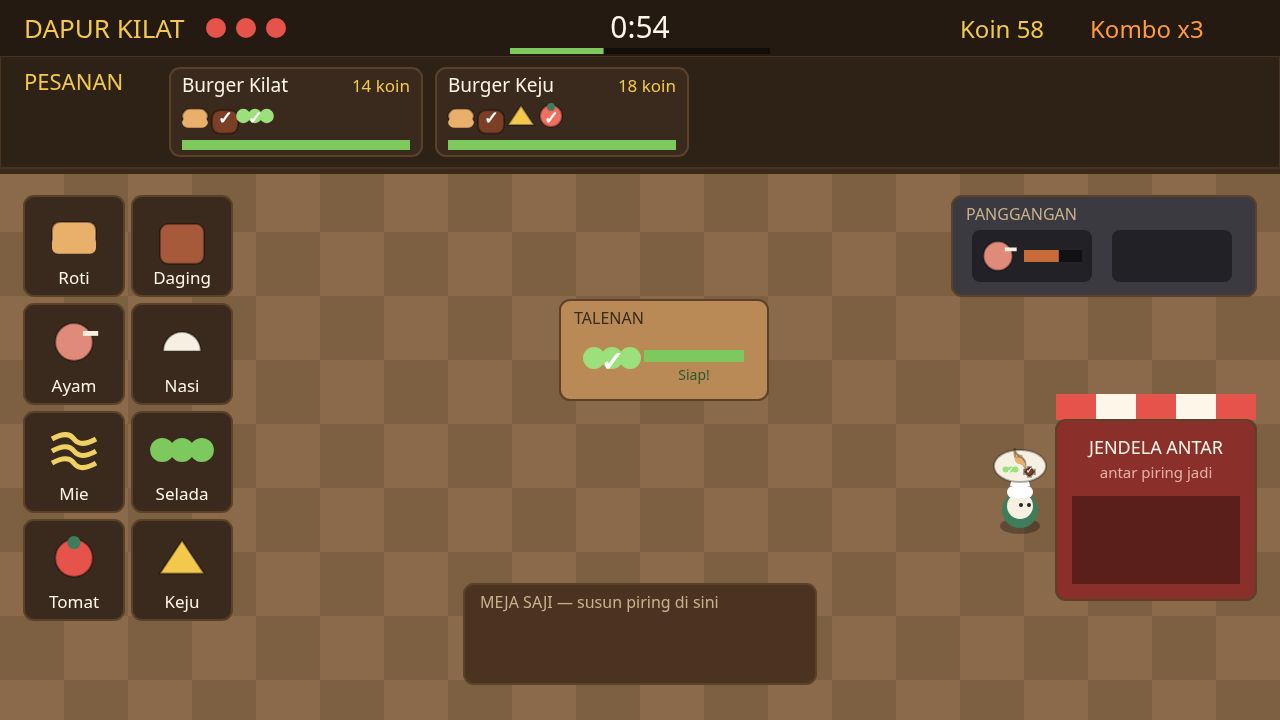 DAPUR KILAT
0:54
Koin 58
Kombo x3
PESANAN
Burger Kilat
14 koin
Burger Keju
18 koin
Roti
Daging
Ayam
Nasi
Mie
Selada
Tomat
Keju
TALENAN
Siap!
PANGGANGAN
JENDELA ANTAR
antar piring jadi
MEJA SAJI — susun piring di sini